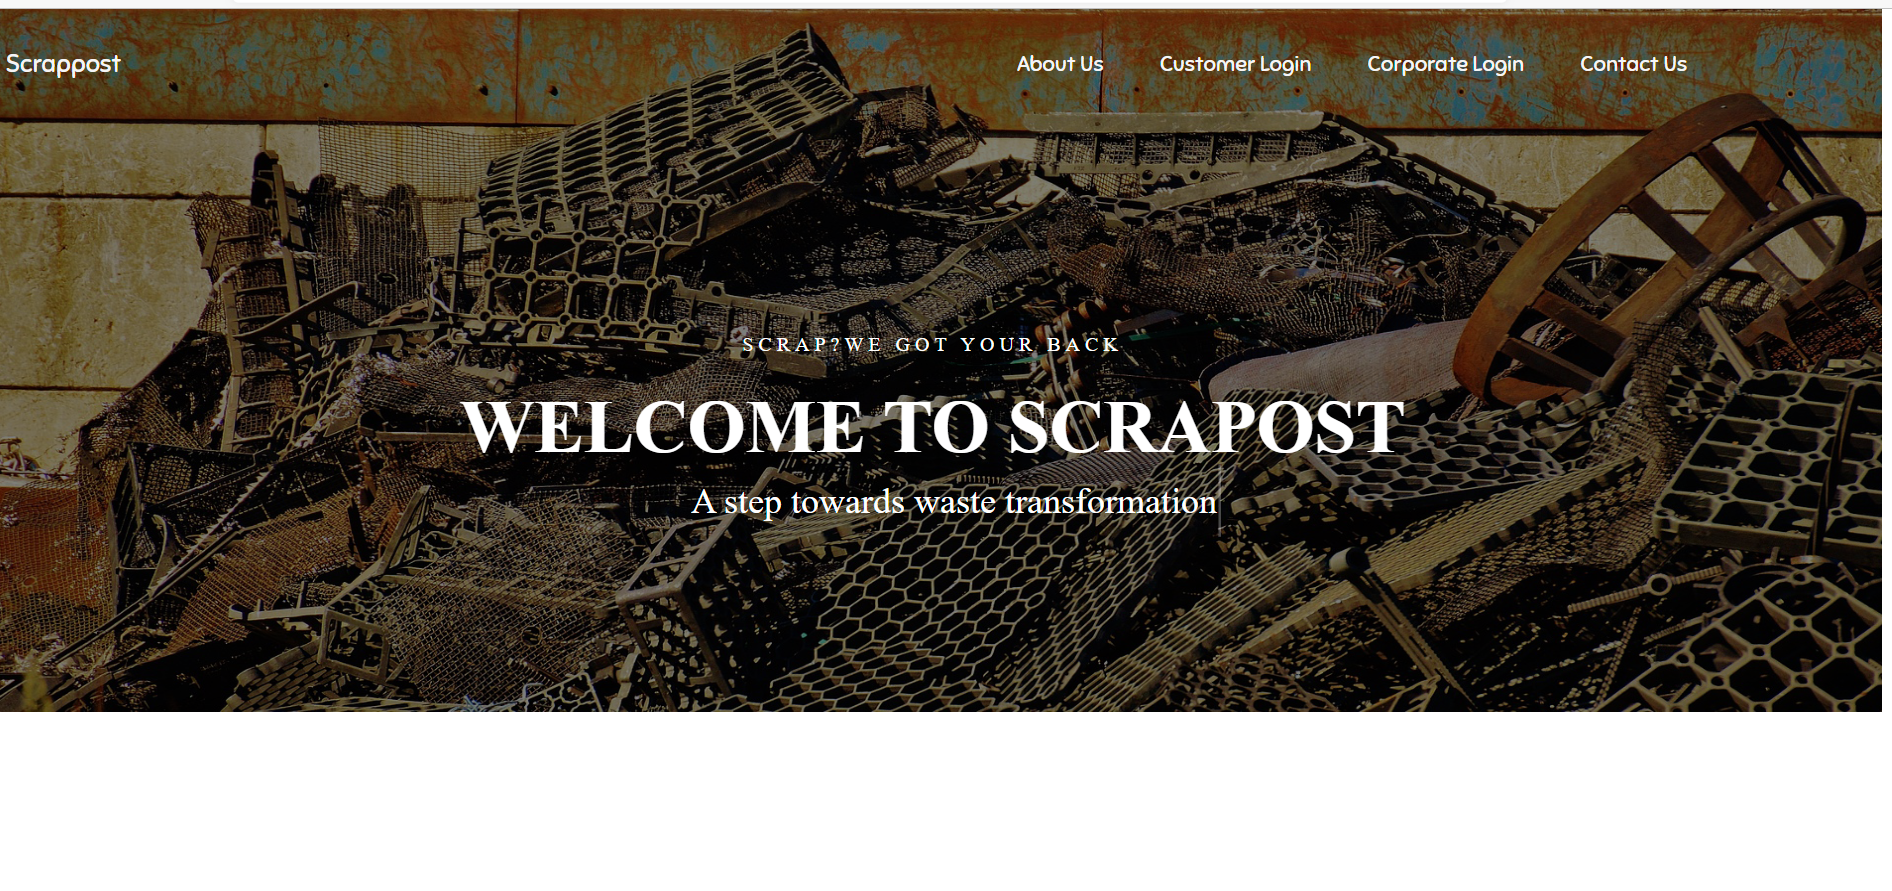 Scrappost About Us Customer Login Corporate Login Contact Us
SCRAP?WE GOT YOUR BACK
WELCOME TO SCRAPOST
A step towards waste transformation